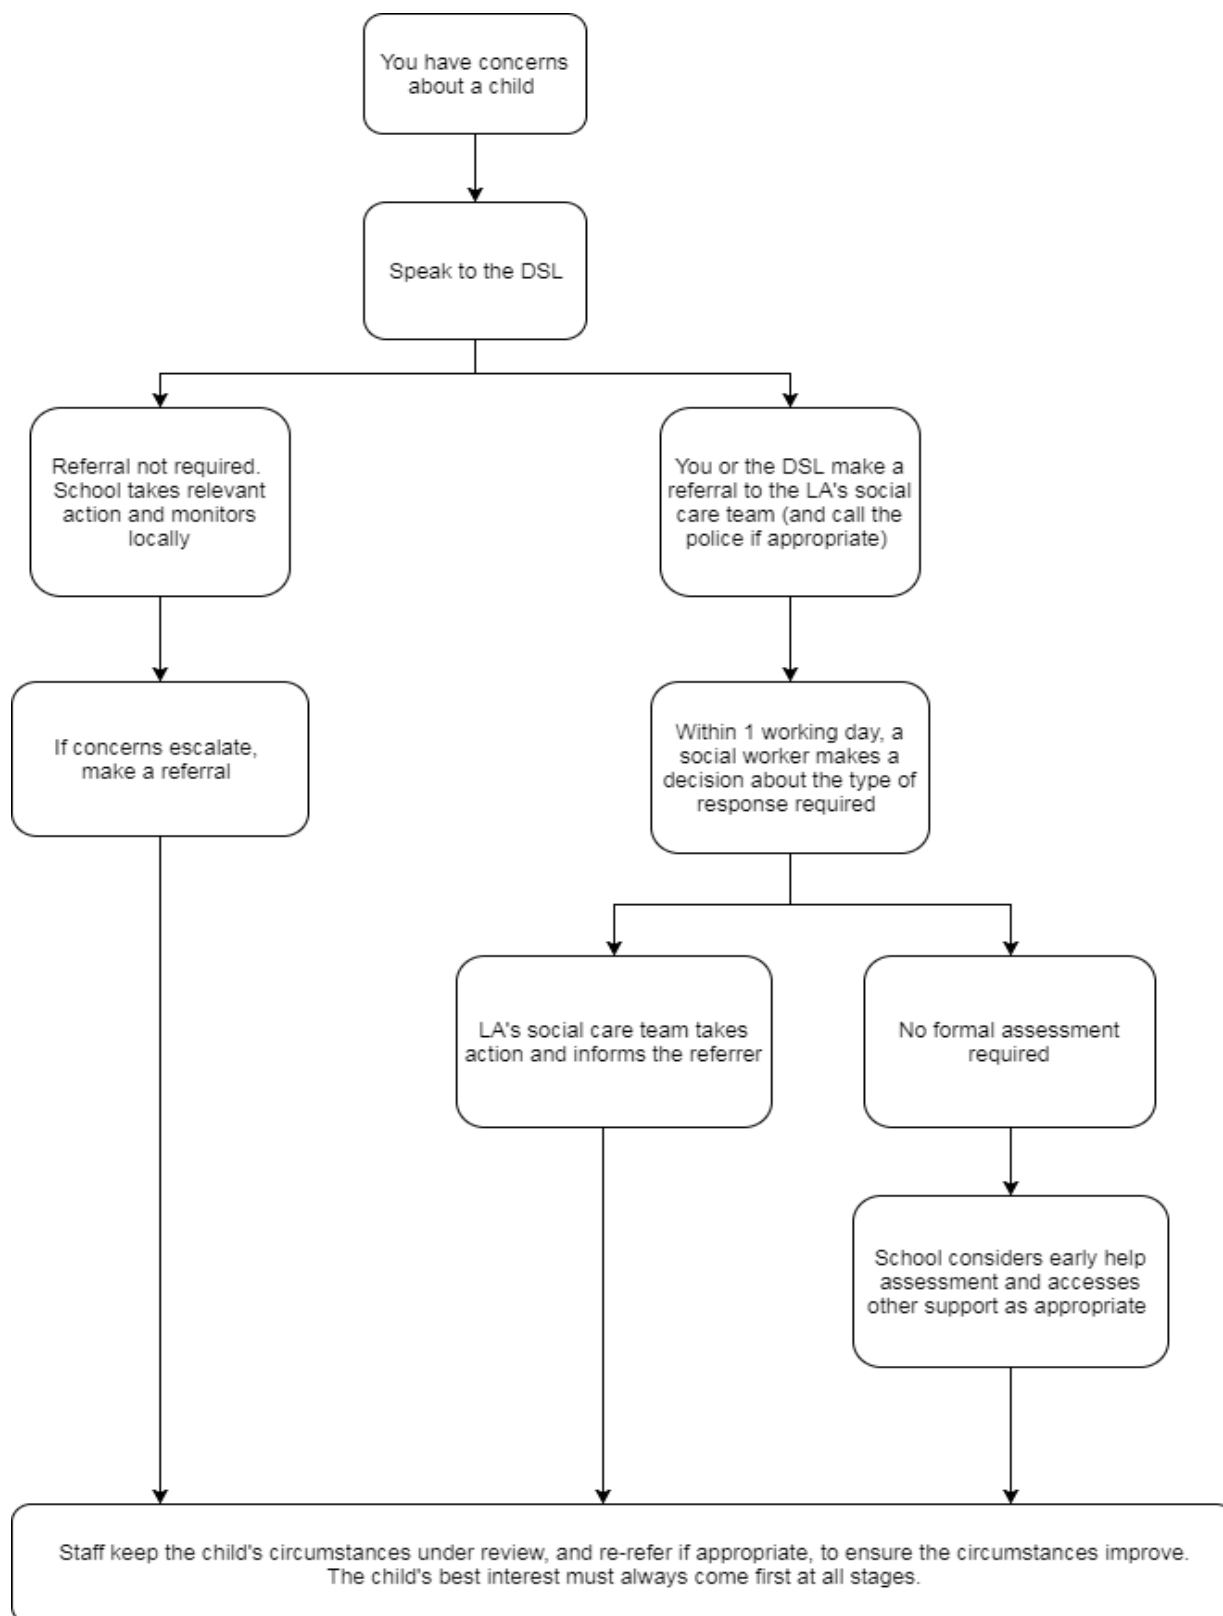 You have concerns
about a child
Speak to the DSL
Referral not required.
School takes relevant
action and monitors
locally
You or the DSL make a
referral to the LA's social
care team (and call the
police if appropriate)
If concerns escalate,
make a referral
Within 1 working day, a
social worker makes a
decision about the type of
response required
LA's social care team takes
action and informs the referrer
No formal assessment
required
School considers early help
assessment and accesses
other support as appropriate
Staff keep the child's circumstances under review, and re-refer if appropriate, to ensure the circumstances improve.
The child's best interest must always come first at all stages.